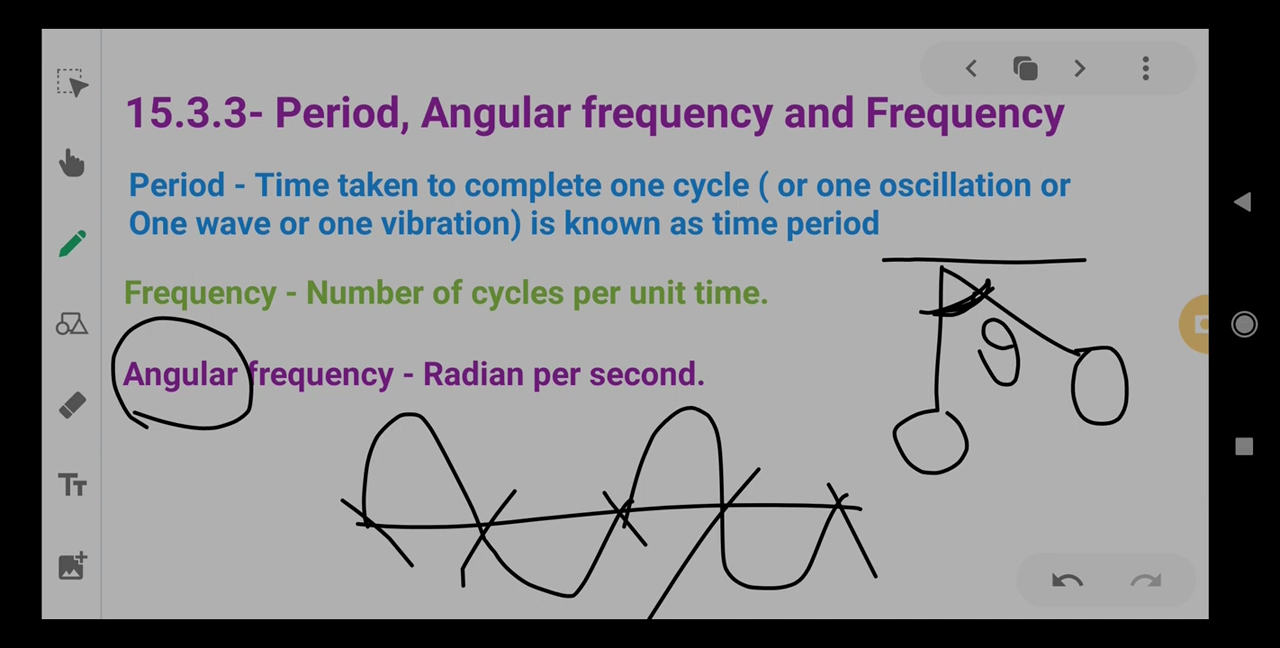 15.3.3- Period, Angular frequency and Frequency
Period - Time taken to complete one cycle ( or one oscillation or
One wave or one vibration) is known as time period
Frequency - Number of cycles per unit time.
Angular frequency - Radian per second.
TT